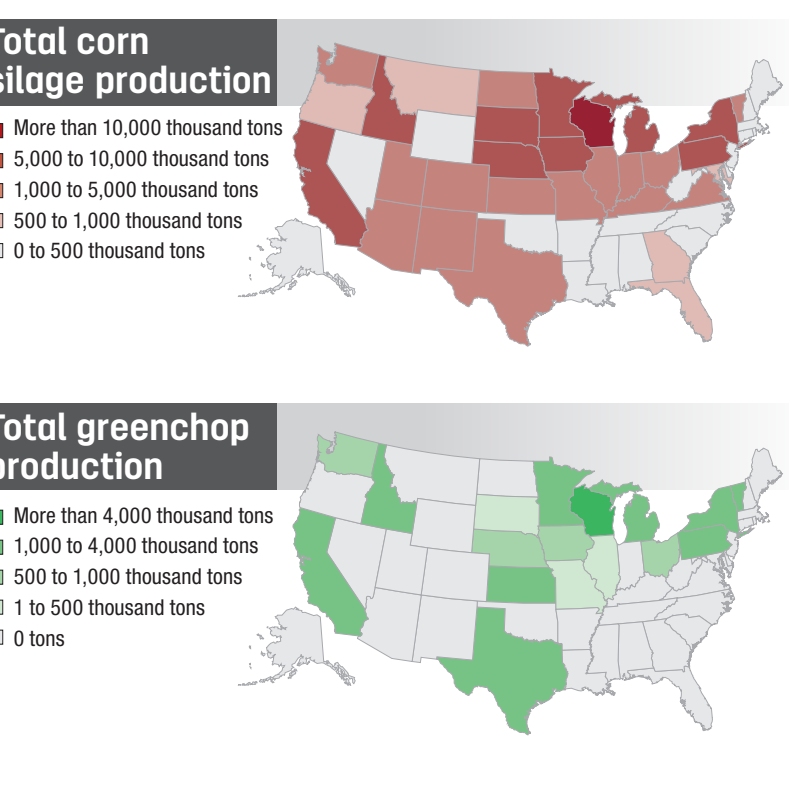 Total corn
silage production
More than 10,000 thousand tons
5,000 to 10,000 thousand tons
1,000 to 5,000 thousand tons
500 to 1,000 thousand tons
0 to 500 thousand tons
Total greenchop
production
More than 4,000 thousand tons
1,000 to 4,000 thousand tons
500 to 1,000 thousand tons
1 to 500 thousand tons
0 tons